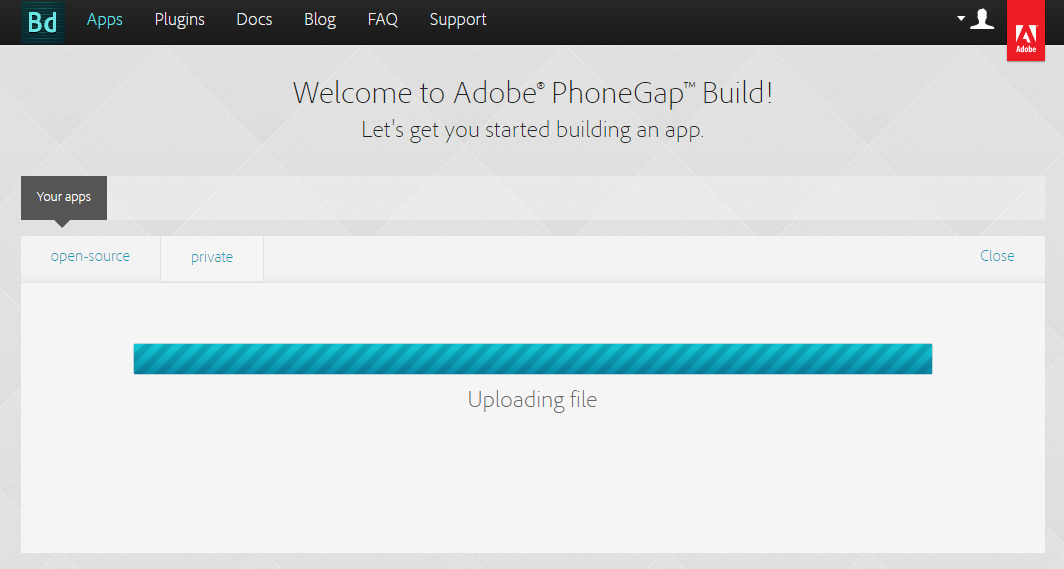 Bd Apps Plugins Docs Blog FAQ Support
Adobe
Welcome to Adobe® PhoneGap™ Build!
Let's get you started building an app.
Your apps
open-source private Close
Uploading file